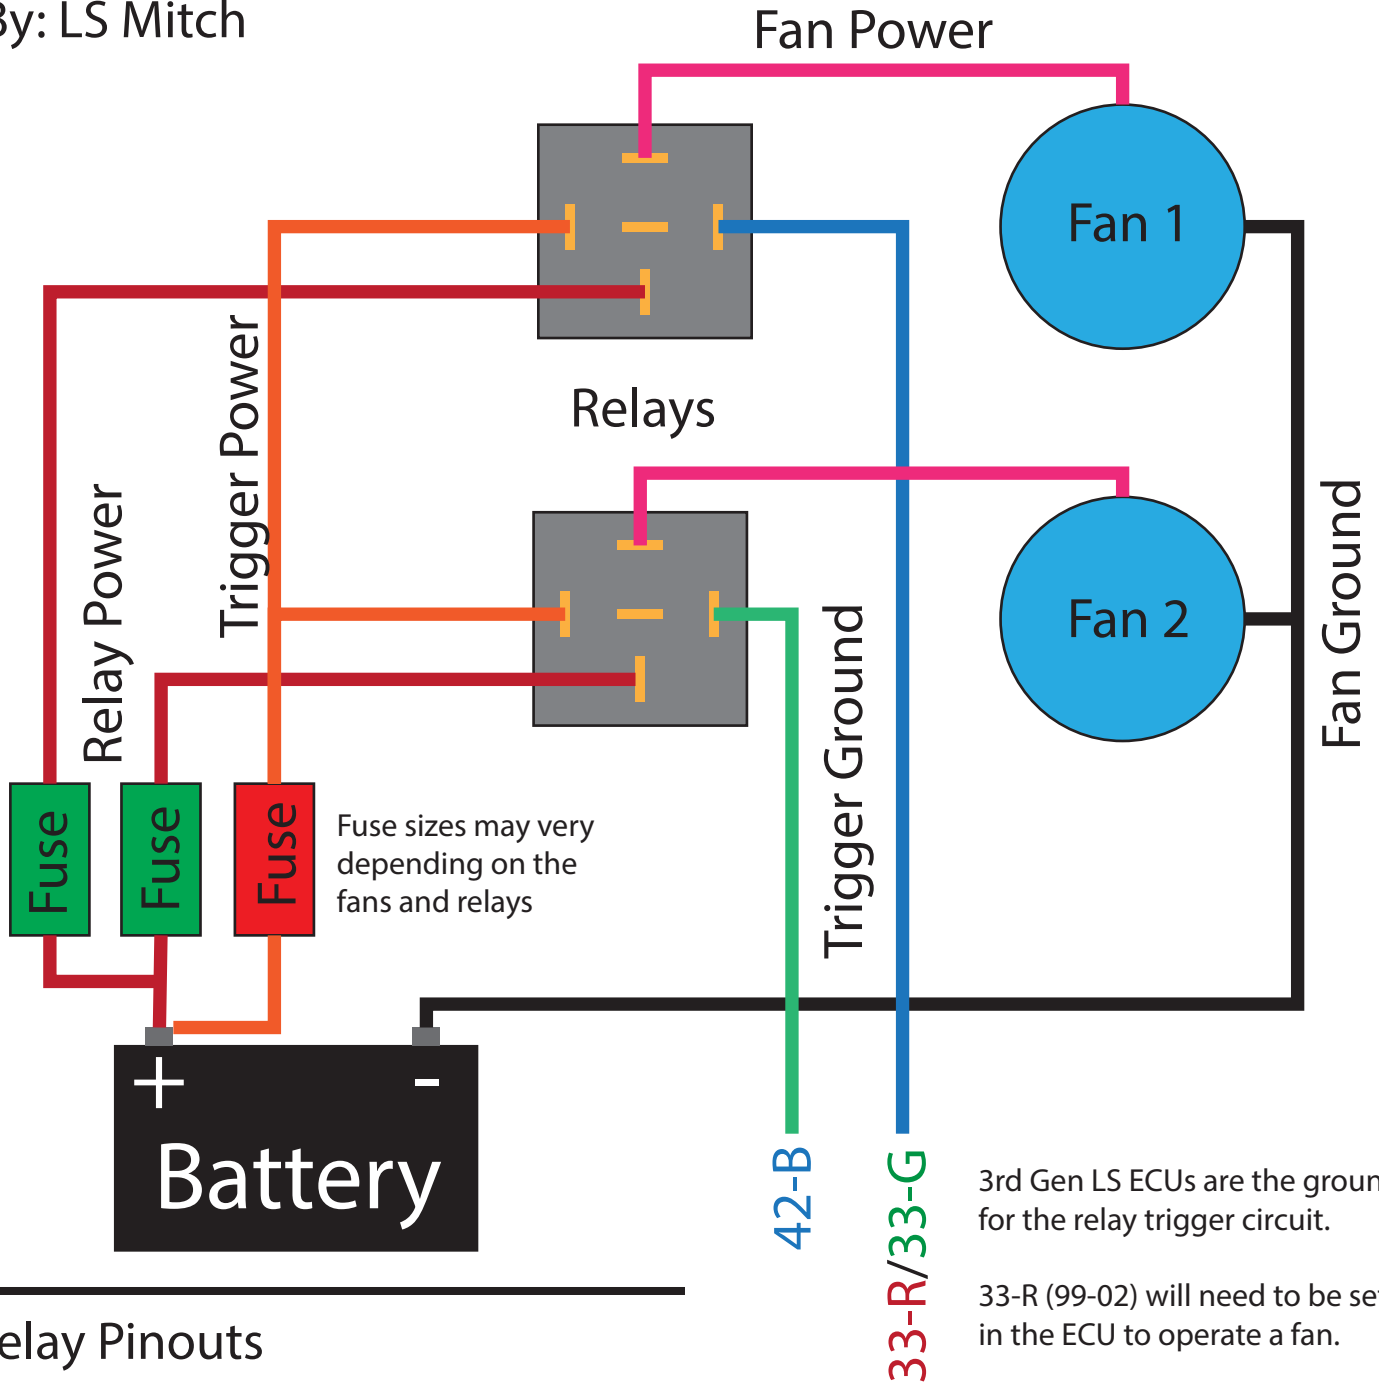 By: LS Mitch
Fan Power
Fan 1
Relays
Trigger Power
Relay Power
Fan 2
Fan Ground
Trigger Ground
Fuse
Fuse
Fuse
Fuse sizes may very
depending on the
fans and relays
+
-
Battery
42-B
33-R/33-G
3rd Gen LS ECUs are the groun
for the relay trigger circuit.
33-R (99-02) will need to be set
in the ECU to operate a fan.
elay Pinouts